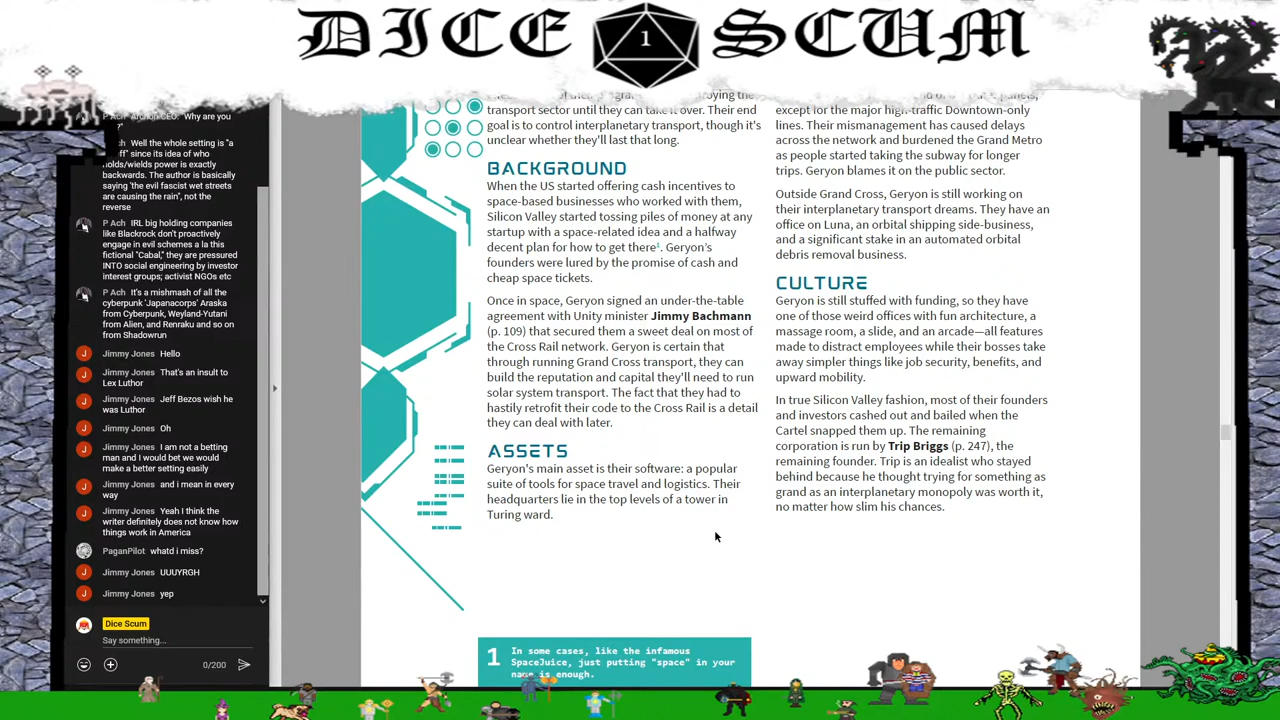 DICE 1 SCUM
P Ach Archon CEO: "Why are you
Well the whole setting is "a
since its idea of who
holds/wields power is exactly
backwards. The author is basically
saying 'the evil fascist wet streets
are causing the rain", not the
reverse
P Ach IRL big holding companies
like Blackrock don't proactively
engage in evil schemes a la this
fictional "Cabal," they are pressured
INTO social engineering by investor
interest groups; activist NGOs etc
P Ach It's a mishmash of all the
cyberpunk 'Japanacorps' Araska
from Cyberpunk, Weyland-Yutani
from Alien, and Renraku and so on
from Shadowrun
Jimmy Jones Hello
Jimmy Jones That's an insult to
Lex Luthor
Jimmy Jones Jeff Bezos wish he
was Luthor
Jimmy Jones Oh
Jimmy Jones I am not a betting
man and I would bet we would
make a better setting easily
Jimmy Jones and i mean in every
way
Jimmy Jones Yeah I think the
writer definitely does not know how
things work in America
PaganPilot whatd i miss?
Jimmy Jones UUUYRGH
Jimmy Jones yep
Dice Scum
Say something...
0/200
transport sector until they can take it over. Their end
goal is to control interplanetary transport, though it's
unclear whether they'll last that long.
BACKGROUND
When the US started offering cash incentives to
space-based businesses who worked with them,
Silicon Valley started tossing piles of money at any
startup with a space-related idea and a halfway
decent plan for how to get there¹. Geryon's
founders were lured by the promise of cash and
cheap space tickets.
Once in space, Geryon signed an under-the-table
agreement with Unity minister Jimmy Bachmann
(p. 109) that secured them a sweet deal on most of
the Cross Rail network. Geryon is certain that
through running Grand Cross transport, they can
build the reputation and capital they'll need to run
solar system transport. The fact that they had to
hastily retrofit their code to the Cross Rail is a detail
they can deal with later.
ASSETS
Geryon's main asset is their software: a popular
suite of tools for space travel and logistics. Their
headquarters lie in the top levels of a tower in
Turing ward.
1 In some cases, like the infamous
SpaceJuice, just putting "space" in your
name is enough.
except for the major high-traffic Downtown-only
lines. Their mismanagement has caused delays
across the network and burdened the Grand Metro
as people started taking the subway for longer
trips. Geryon blames it on the public sector.
Outside Grand Cross, Geryon is still working on
their interplanetary transport dreams. They have an
office on Luna, an orbital shipping side-business,
and a significant stake in an automated orbital
debris removal business.
CULTURE
Geryon is still stuffed with funding, so they have
one of those weird offices with fun architecture, a
massage room, a slide, and an arcade—all features
made to distract employees while their bosses take
away simpler things like job security, benefits, and
upward mobility.
In true Silicon Valley fashion, most of their founders
and investors cashed out and bailed when the
Cartel snapped them up. The remaining
corporation is run by Trip Briggs (p. 247), the
remaining founder. Trip is an idealist who stayed
behind because he thought trying for something as
grand as an interplanetary monopoly was worth it,
no matter how slim his chances.